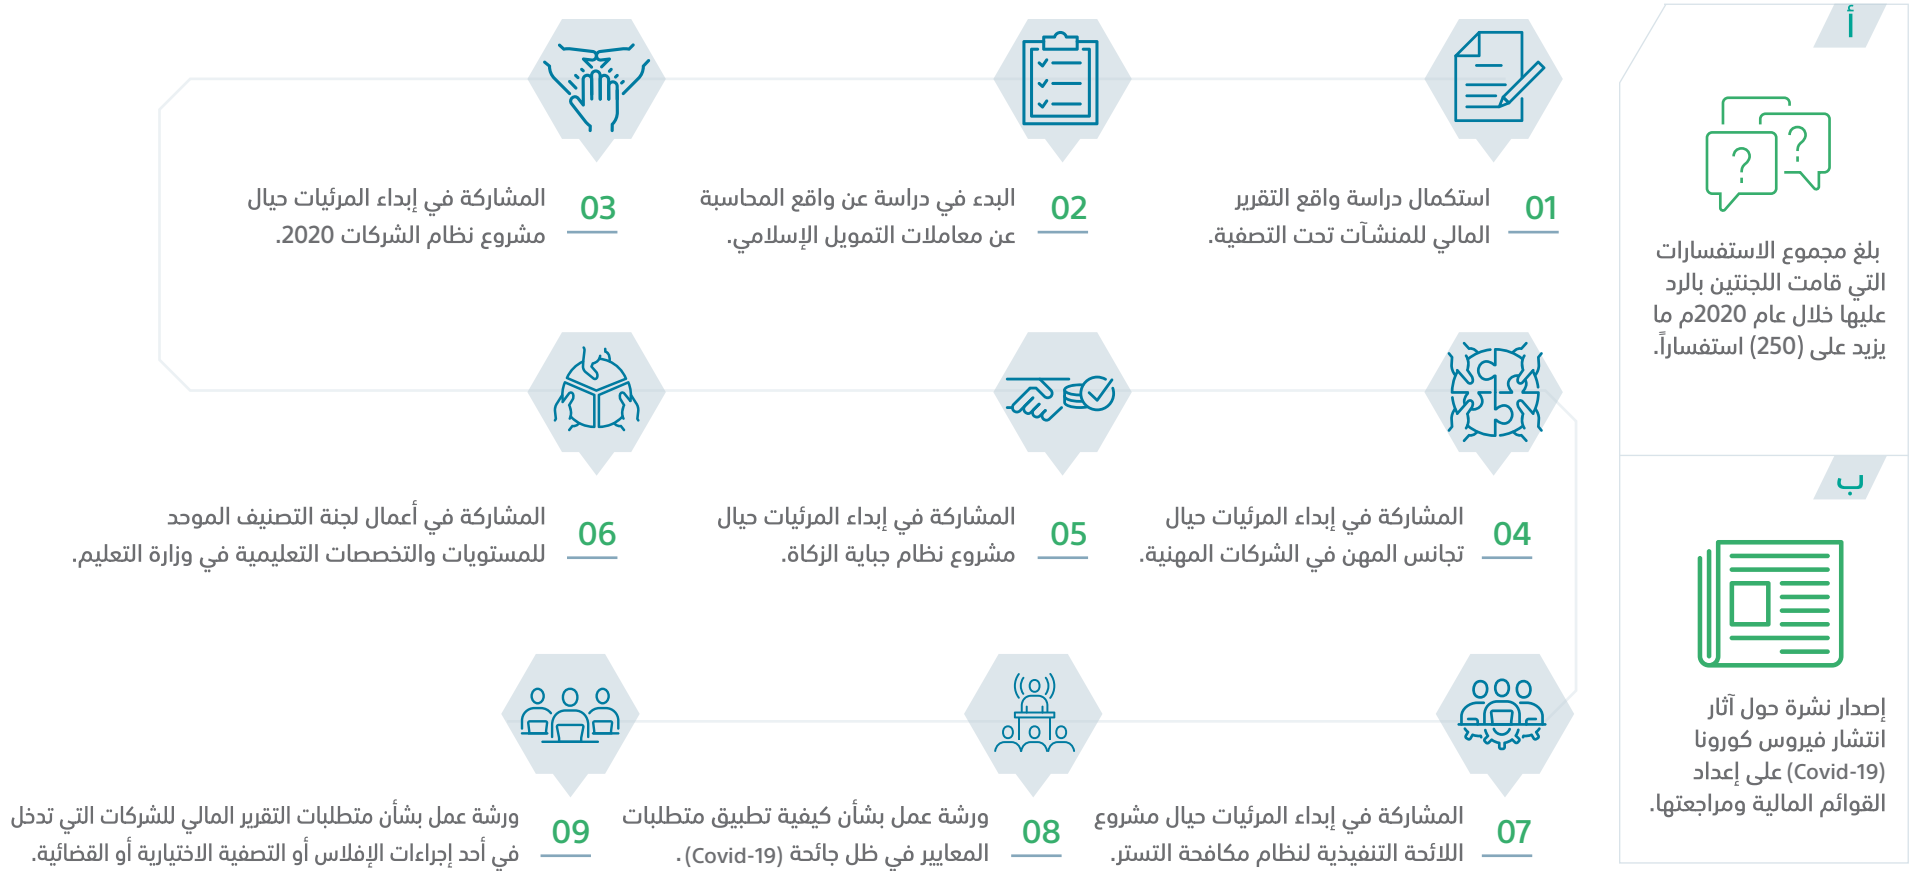 أ
بلغ مجموع الاستفسارات
التي قامت اللجنتين بالرد
عليها خلال عام 2020م ما
يزيد على (250) استفساراً.
ب
إصدار نشرة حول آثار
انتشار فيروس كورونا
(Covid-19) على إعداد
القوائم المالية ومراجعتها.
01
استكمال دراسة واقع التقرير
المالي للمنشآت تحت التصفية.
02
البدء في دراسة عن واقع المحاسبة
عن معاملات التمويل الإسلامي.
03
المشاركة في إبداء المرئيات حيال
مشروع نظام الشركات 2020.
04
المشاركة في إبداء المرئيات حيال
تجانس المهن في الشركات المهنية.
05
المشاركة في إبداء المرئيات حيال
مشروع نظام جباية الزكاة.
06
المشاركة في أعمال لجنة التصنيف الموحد
للمستويات والتخصصات التعليمية في وزارة التعليم.
07
المشاركة في إبداء المرئيات حيال مشروع
اللائحة التنفيذية لنظام مكافحة التستر.
08
ورشة عمل بشأن كيفية تطبيق متطلبات
المعايير في ظل جائحة (Covid-19).
09
ورشة عمل بشأن متطلبات التقرير المالي للشركات التي تدخل
في أحد إجراءات الإفلاس أو التصفية الاختيارية أو القضائية.